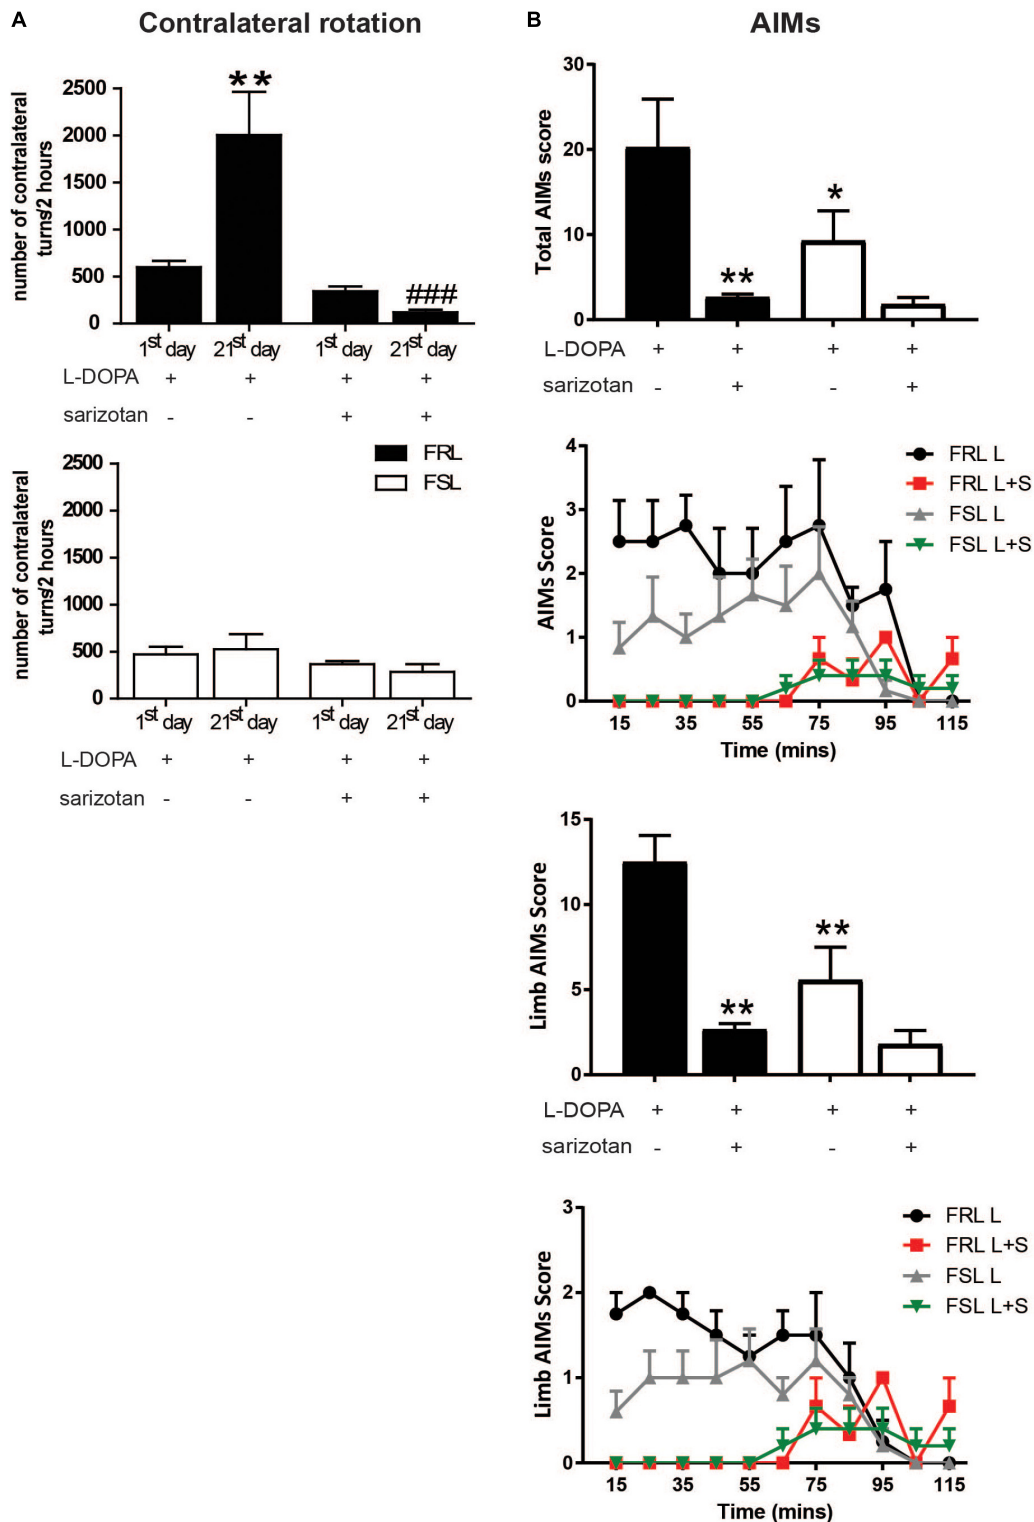 A Contralateral rotation
number of contralateral
turns/2 hours
2500
2000
1500
1000
500
0
**
###
1st day 21st day 1st day 21st day
L-DOPA + + + +
sarizotan - - + +
FRL
FSL
number of contralateral
turns/2 hours
2500
2000
1500
1000
500
0
1st day 21st day 1st day 21st day
L-DOPA + + + +
sarizotan - - + +
B AIMs
Total AIMs score
30
20
10
0
**
*
L-DOPA + + + +
sarizotan - + - +
AIMs Score
4
3
2
1
0
FRL L
FRL L+S
FSL L
FSL L+S
15 35 55 75 95 115
Time (mins)
Limb AIMs Score
15
10
5
0
**
**
L-DOPA + + + +
sarizotan - + - +
Limb AIMs Score
3
2
1
0
FRL L
FRL L+S
FSL L
FSL L+S
15 35 55 75 95 115
Time (mins)